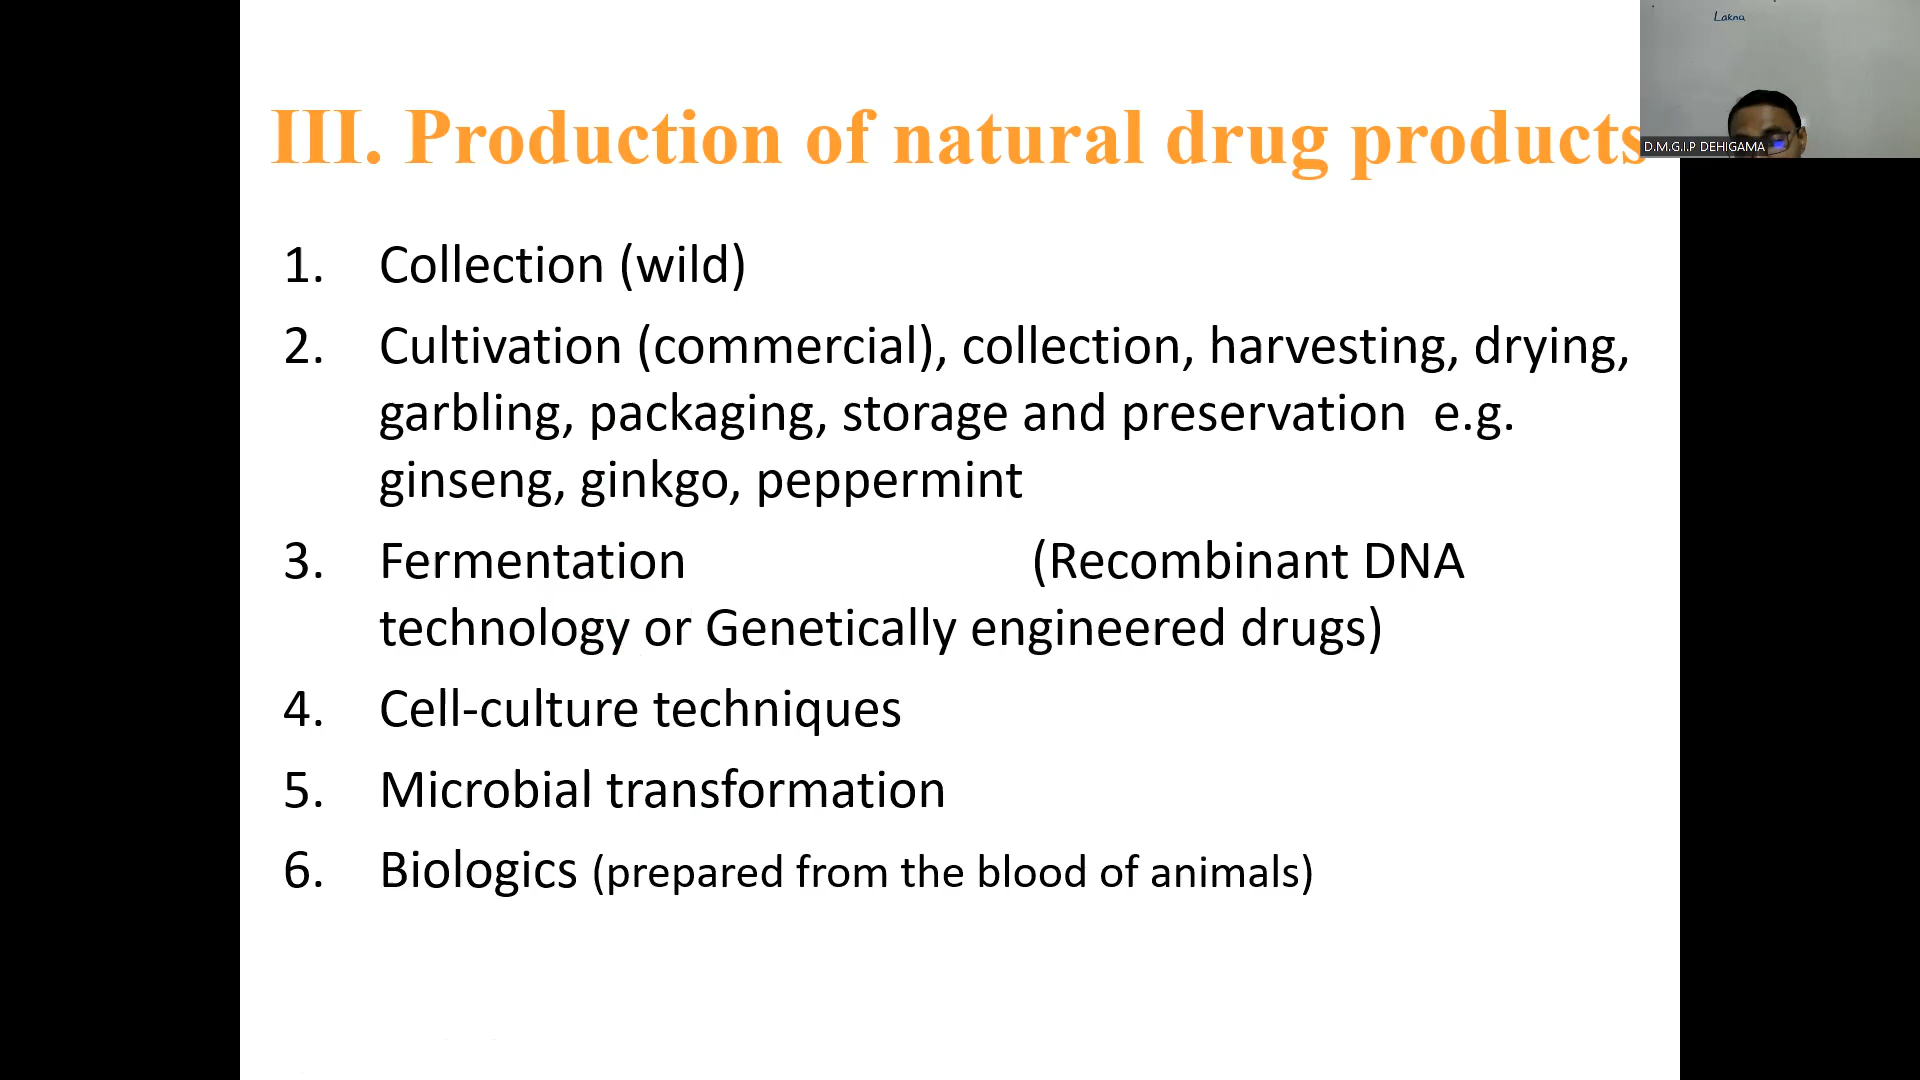 Lakna
D.M.G.I.P DEHIGAMA
III. Production of natural drug products
1. Collection (wild)
2. Cultivation (commercial), collection, harvesting, drying,
garbling, packaging, storage and preservation e.g.
ginseng, ginkgo, peppermint
3. Fermentation (Recombinant DNA
technology or Genetically engineered drugs)
4. Cell-culture techniques
5. Microbial transformation
6. Biologics (prepared from the blood of animals)